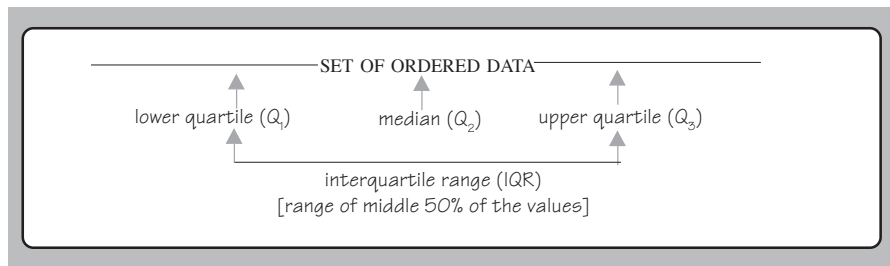 SET OF ORDERED DATA
lower quartile (Q₁) median (Q₂) upper quartile (Q₃)
interquartile range (IQR)
[range of middle 50% of the values]